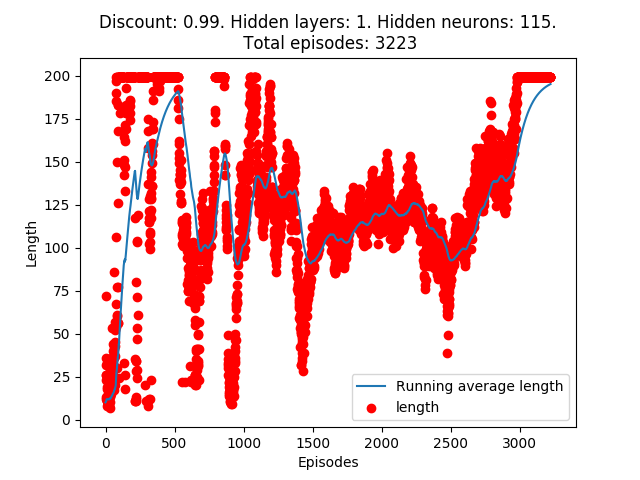 Discount: 0.99. Hidden layers: 1. Hidden neurons: 115.
Total episodes: 3223
200
175
150
125
100
75
50
25
0
Length
0 500 1000 1500 2000 2500 3000
Episodes
Running average length
length